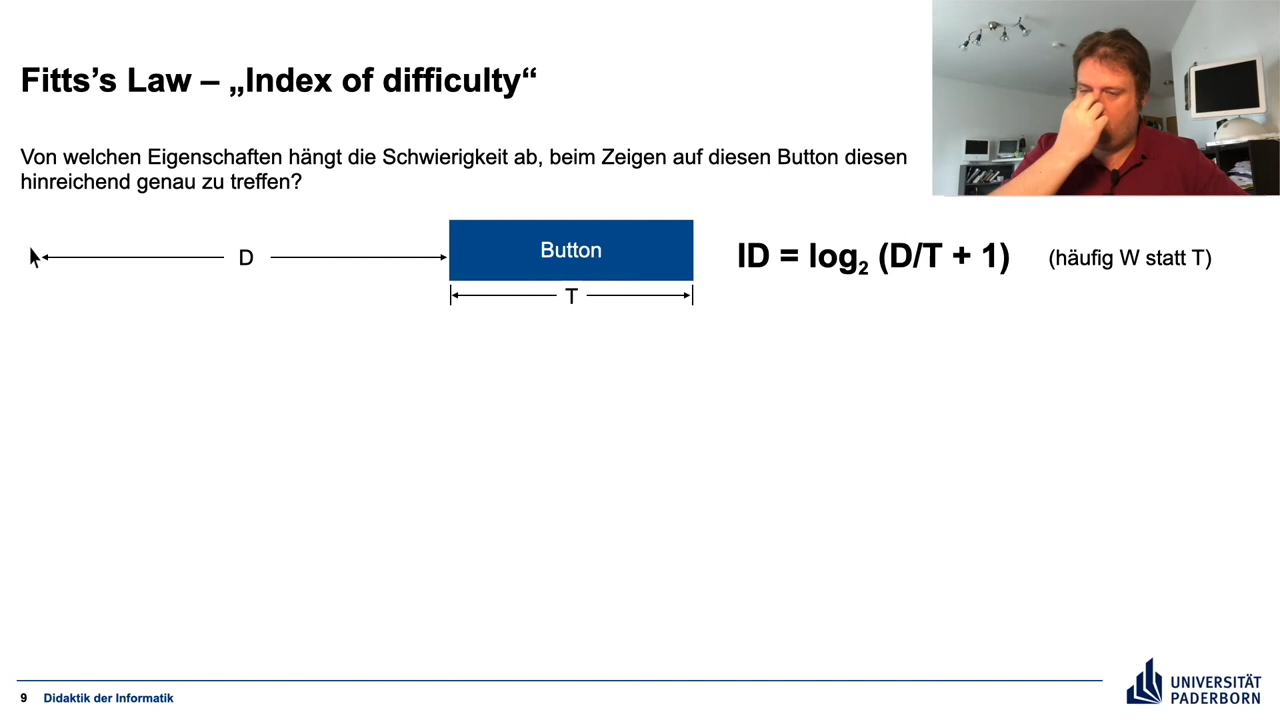 Fitts’s Law – „Index of difficulty“
Von welchen Eigenschaften hängt die Schwierigkeit ab, beim Zeigen auf diesen Button diesen
hinreichend genau zu treffen?
D
Button
T
ID = log₂ (D/T + 1)
(häufig W statt T)
9 Didaktik der Informatik
UNIVERSITÄT
PADERBORN